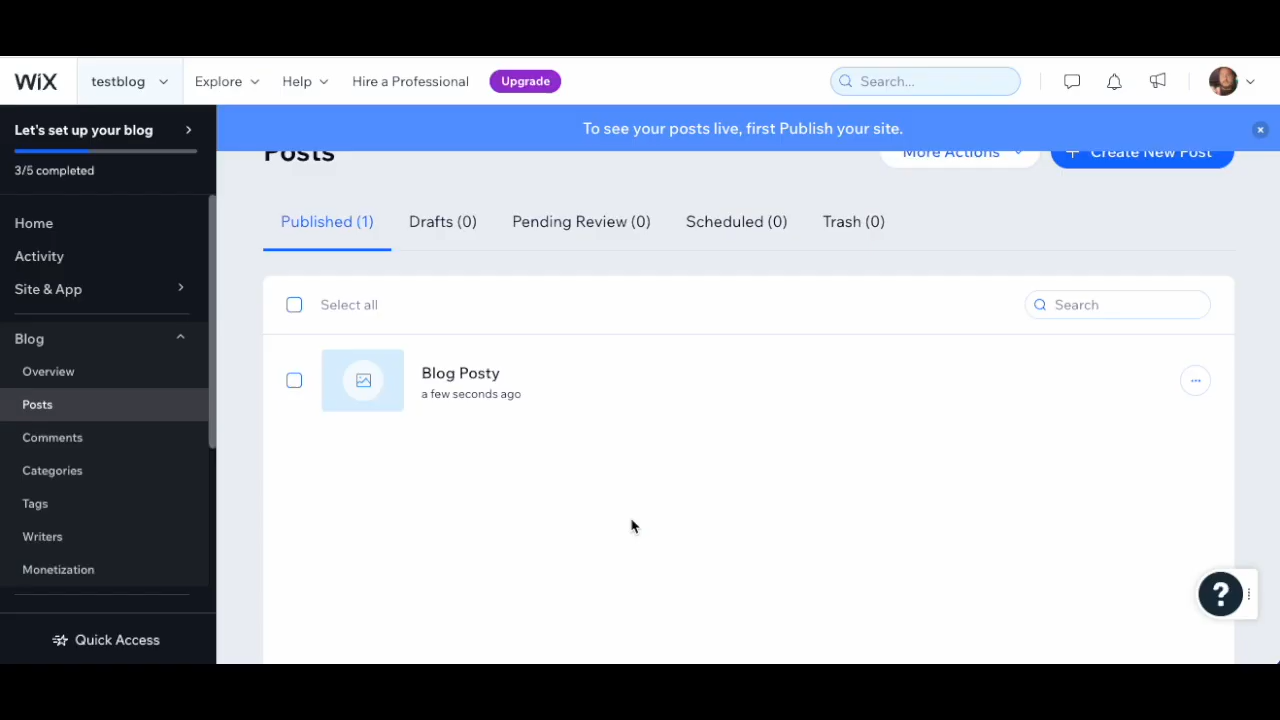 WiX
testblog
Explore
Help
Hire a Professional
Upgrade
Search...
Let's set up your blog
3/5 completed
To see your posts live, first Publish your site.
Posts
More Actions
+ Create New Post
Home
Activity
Site & App
Blog
Overview
Posts
Comments
Categories
Tags
Writers
Monetization
Quick Access
Published (1)
Drafts (0)
Pending Review (0)
Scheduled (0)
Trash (0)
Select all
Search
Blog Posty
a few seconds ago
?